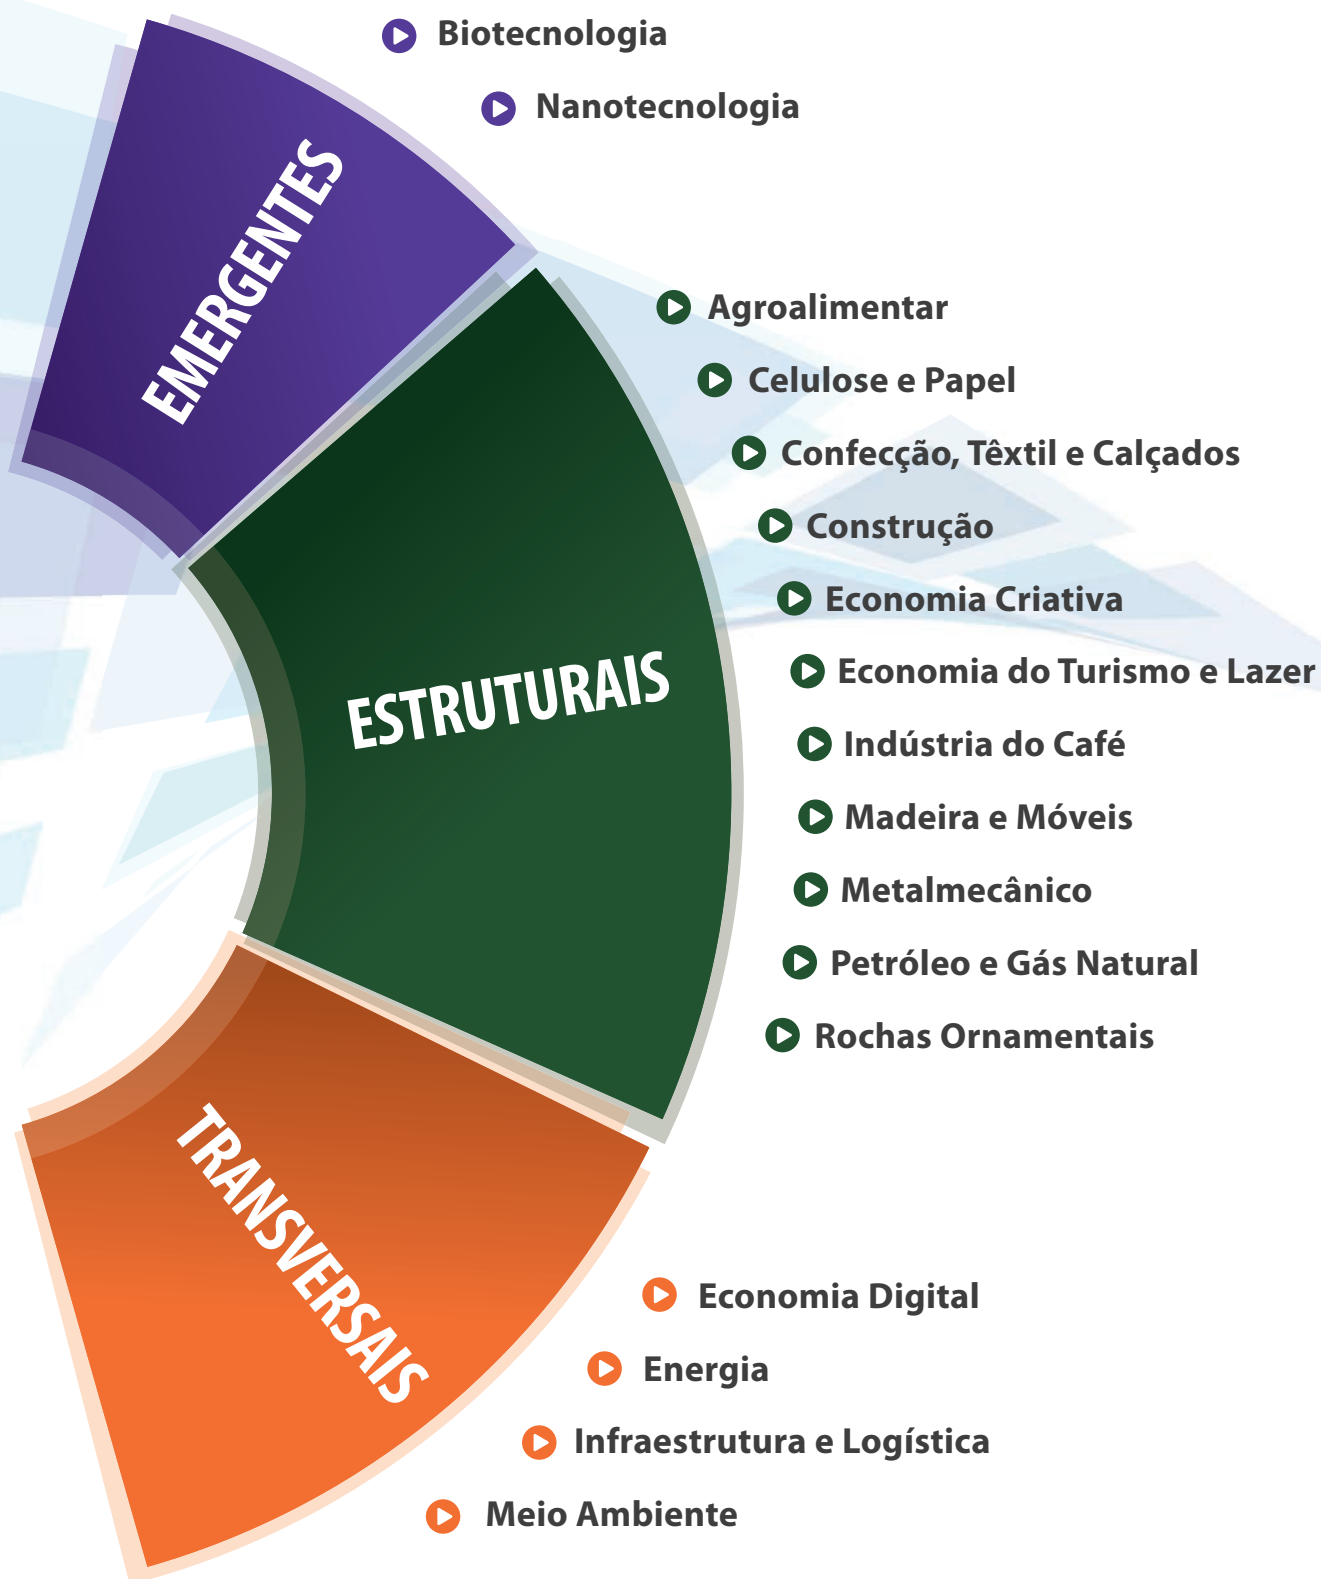 EMERGENTES
Biotecnologia
Nanotecnologia
ESTRUTURAIS
Agroalimentar
Celulose e Papel
Confecção, Têxtil e Calçados
Construção
Economia Criativa
Economia do Turismo e Lazer
Indústria do Café
Madeira e Móveis
Metalmecânico
Petróleo e Gás Natural
Rochas Ornamentais
TRANSVERSAIS
Economia Digital
Energia
Infraestrutura e Logística
Meio Ambiente